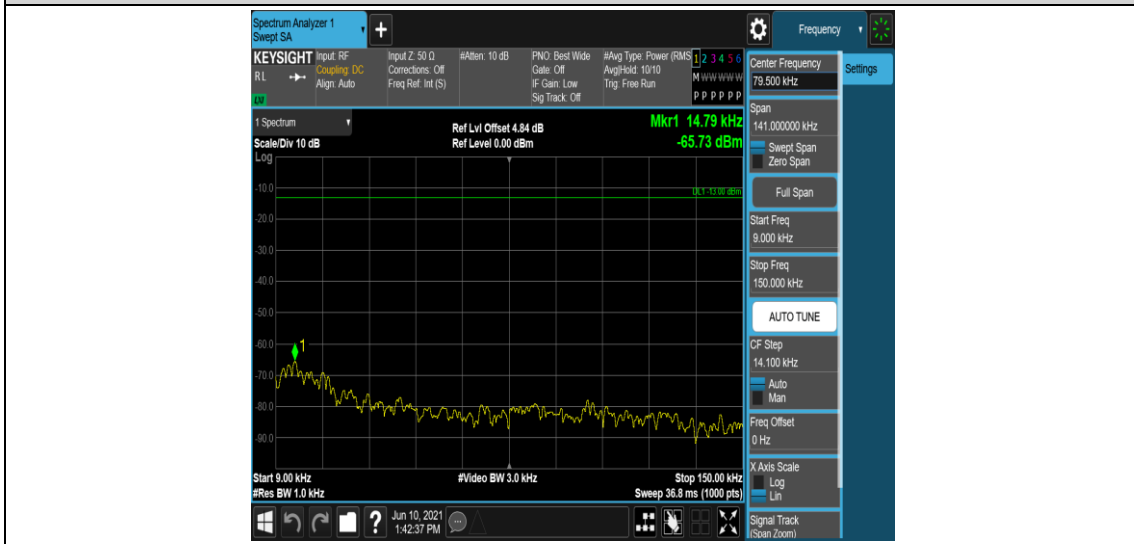 Spectrum Analyzer 1
Swept SA
+
Frequency
KEYSIGHT
RL
LXI
Input: RF
Coupling: DC
Align: Auto
Input Z: 50 Ω
Corrections: Off
Freq Ref: Int (S)
#Atten: 10 dB
PNO: Best Wide
Gate: Off
IF Gain: Low
Sig Track: Off
#Avg Type: Power (RMS
Avg|Hold: 10/10
Trig: Free Run
1 2 3 4 5 6
M W W W W W
P P P P P P
1 Spectrum
Scale/Div 10 dB
Log
Ref Lvl Offset 4.84 dB
Ref Level 0.00 dBm
Mkr1 14.79 kHz
-65.73 dBm
DL1 -13.00 dBm
-10.0
-20.0
-30.0
-40.0
-50.0
-60.0
-70.0
-80.0
-90.0
1
Start 9.00 kHz
#Res BW 1.0 kHz
#Video BW 3.0 kHz
Stop 150.00 kHz
Sweep 36.8 ms (1000 pts)
?
Jun 10, 2021
1:42:37 PM
Center Frequency
79.500 kHz
Settings
Span
141.000000 kHz
Swept Span
Zero Span
Full Span
Start Freq
9.000 kHz
Stop Freq
150.000 kHz
AUTO TUNE
CF Step
14.100 kHz
Auto
Man
Freq Offset
0 Hz
X Axis Scale
Log
Lin
Signal Track
(Span Zoom)